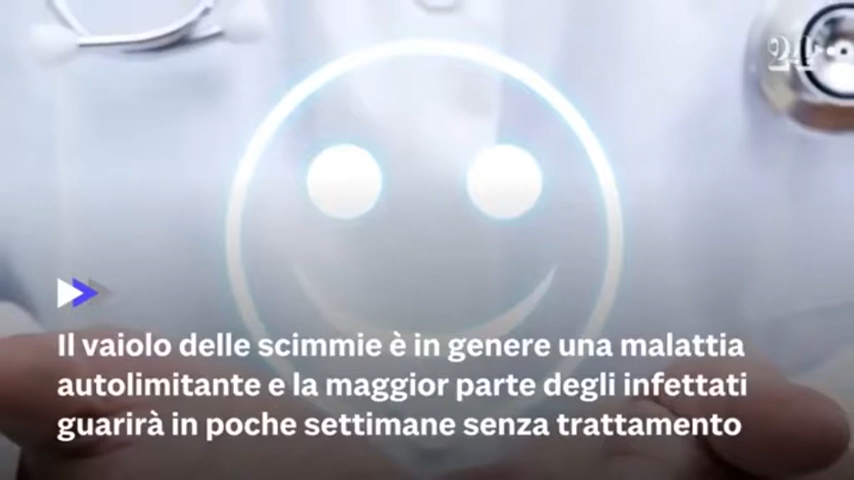 24
Il vaiolo delle scimmie è in genere una malattia
autolimitante e la maggior parte degli infettati
guarirà in poche settimane senza trattamento